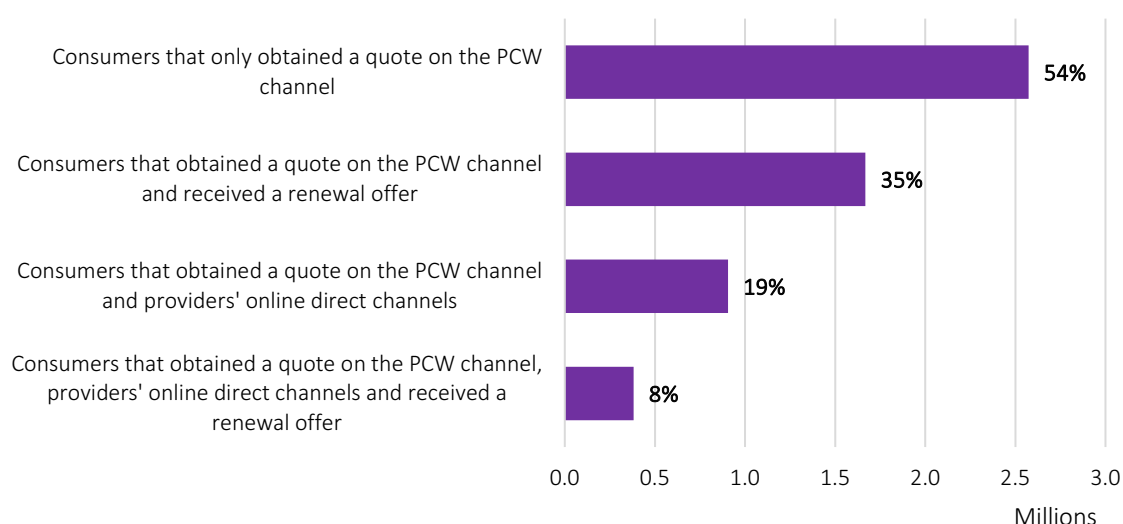 Consumers that only obtained a quote on the PCW
channel
54%
Consumers that obtained a quote on the PCW channel
and received a renewal offer
35%
Consumers that obtained a quote on the PCW channel
and providers' online direct channels
19%
Consumers that obtained a quote on the PCW channel,
providers' online direct channels and received a
renewal offer
8%
0.0 0.5 1.0 1.5 2.0 2.5 3.0
Millions